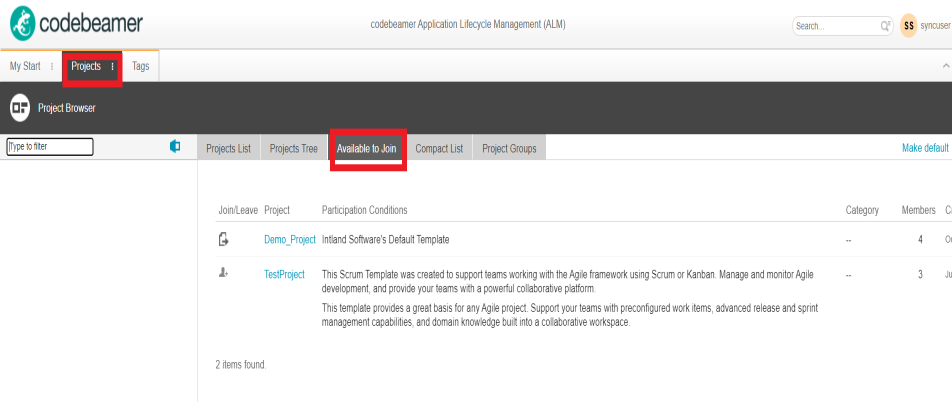 codebeamer
codebeamer Application Lifecycle Management (ALM)
Search...
SS syncuser
My Start
Projects
Tags
Project Browser
Type to filter
Projects List
Projects Tree
Available to Join
Compact List
Project Groups
Make default
Join/Leave Project Participation Conditions Category Members
Demo_Project Intland Software's Default Template -- 4
TestProject This Scrum Template was created to support teams working with the Agile framework using Scrum or Kanban. Manage and monitor Agile -- 3
development, and provide your teams with a powerful collaborative platform.
This template provides a great basis for any Agile project. Support your teams with preconfigured work items, advanced release and sprint
management capabilities, and domain knowledge built into a collaborative workspace.
2 items found.